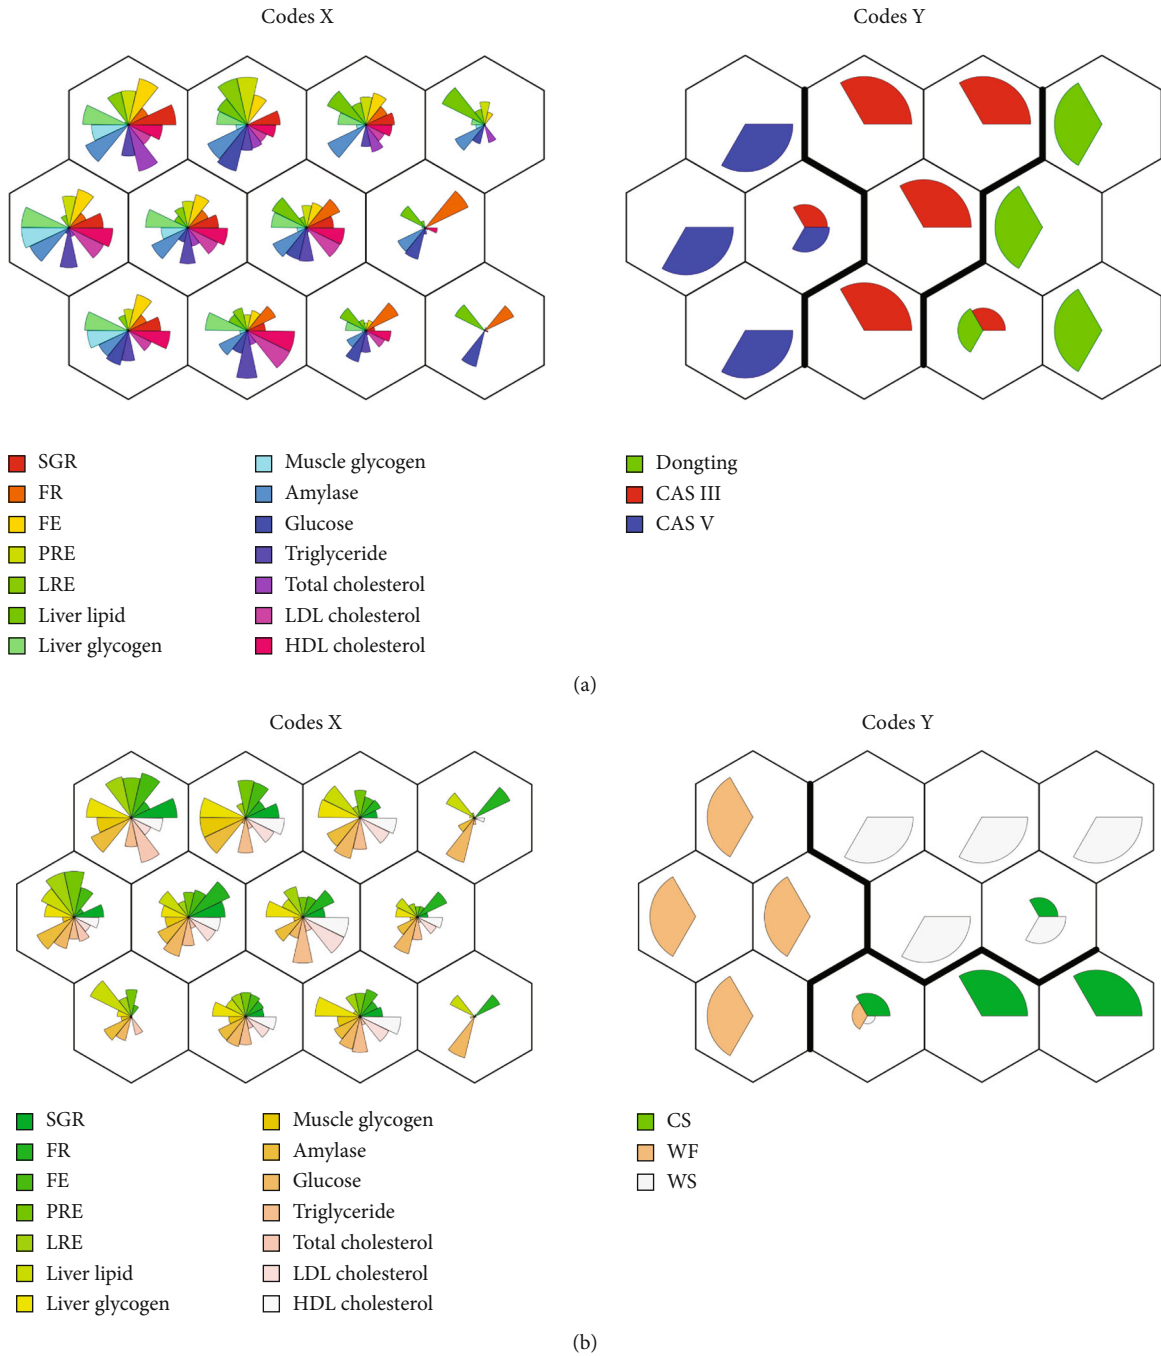 Codes X
Codes Y
SGR
FR
FE
PRE
LRE
Liver lipid
Liver glycogen
Muscle glycogen
Amylase
Glucose
Triglyceride
Total cholesterol
LDL cholesterol
HDL cholesterol
Dongting
CAS III
CAS V
(a)
Codes X
Codes Y
SGR
FR
FE
PRE
LRE
Liver lipid
Liver glycogen
Muscle glycogen
Amylase
Glucose
Triglyceride
Total cholesterol
LDL cholesterol
HDL cholesterol
CS
WF
WS
(b)